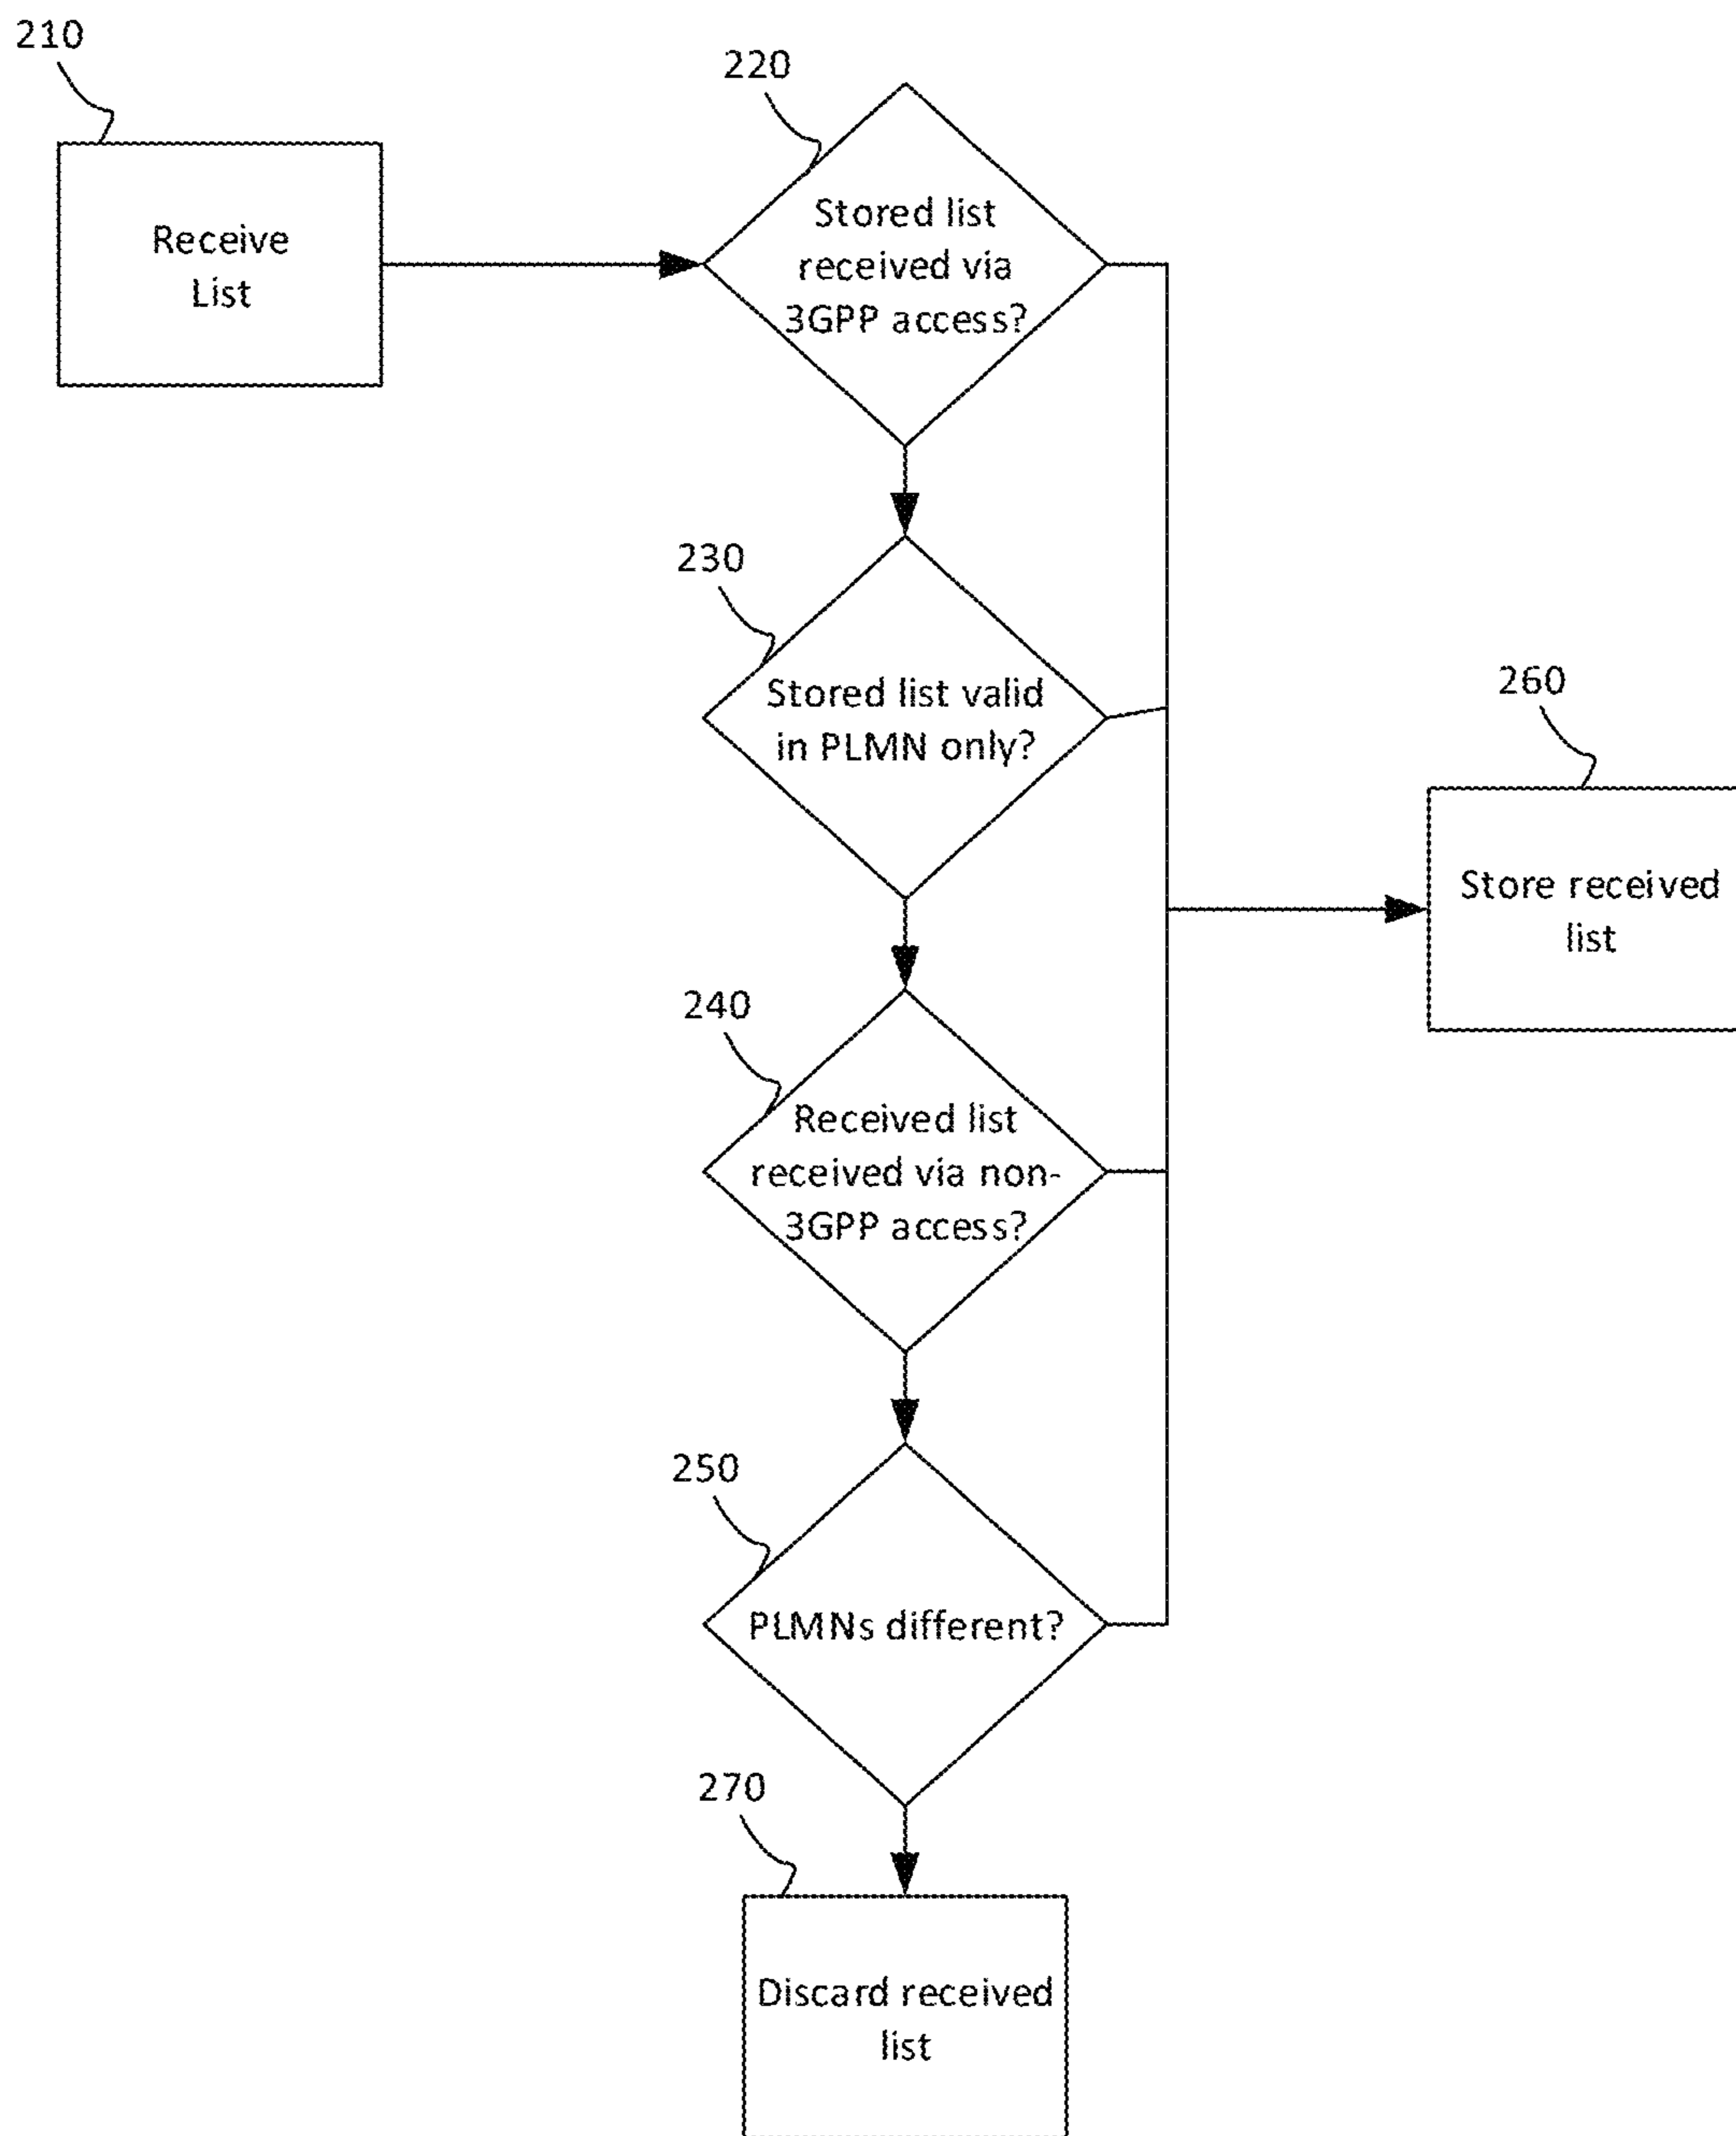 210
Receive
List
220
Stored list
received via
3GPP access?
230
Stored list valid
in PLMN only?
240
Received list
received via non-
3GPP access?
250
PLMNs different?
260
Store received
list
270
Discard received
list